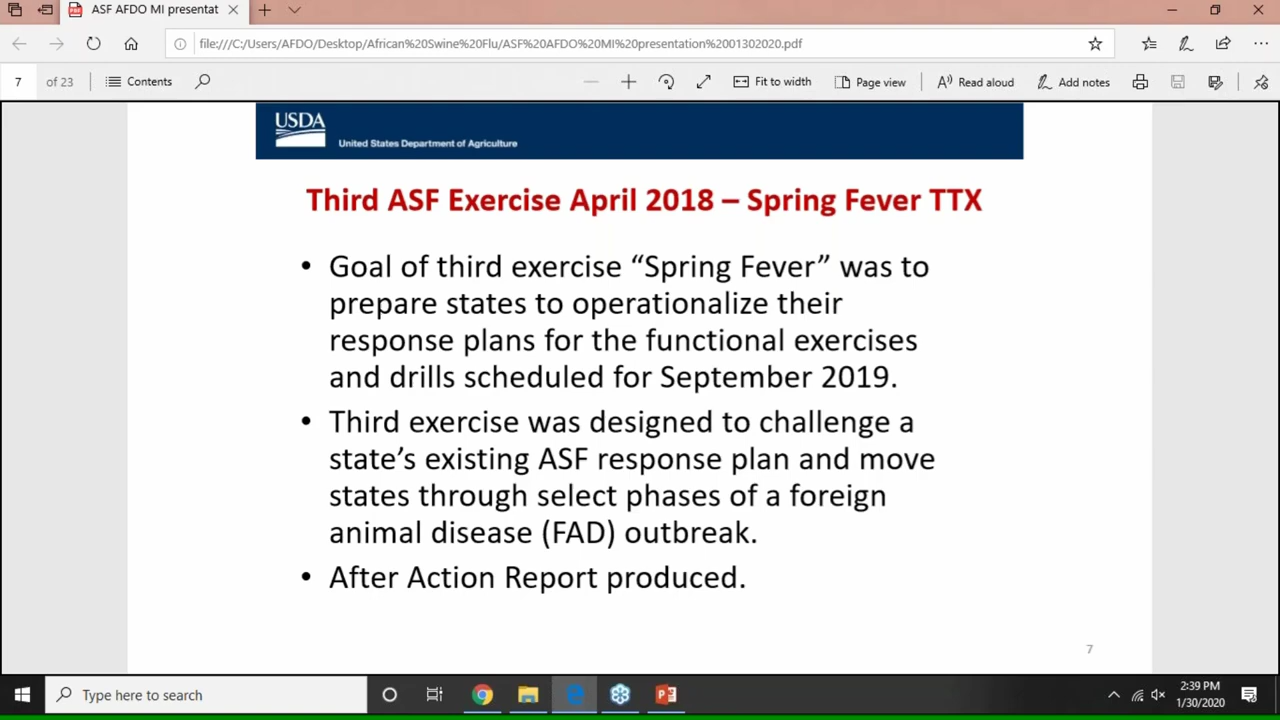 ASF AFDO MI presentat
file:///C:/Users/AFDO/Desktop/African%20Swine%20Flu/ASF%20AFDO%20MI%20presentation%2001302020.pdf
7 of 23 Contents Fit to width Page view Read aloud Add notes
USDA
United States Department of Agriculture
Third ASF Exercise April 2018 – Spring Fever TTX
• Goal of third exercise “Spring Fever” was to
prepare states to operationalize their
response plans for the functional exercises
and drills scheduled for September 2019.
• Third exercise was designed to challenge a
state’s existing ASF response plan and move
states through select phases of a foreign
animal disease (FAD) outbreak.
• After Action Report produced.
7
Type here to search
2:39 PM
1/30/2020